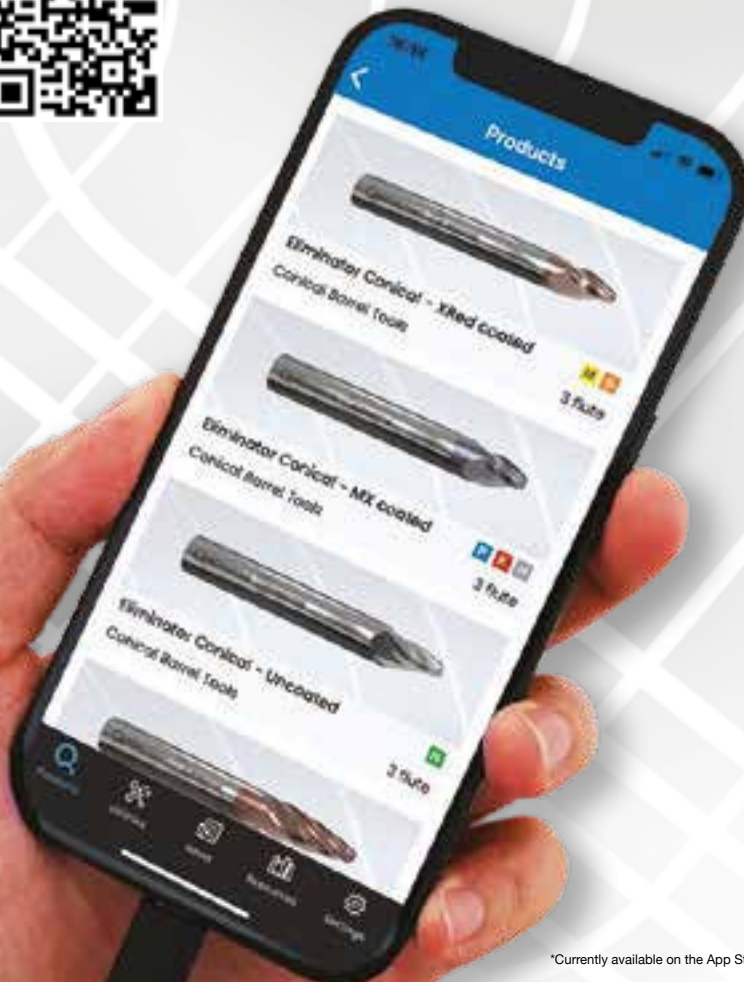 Products
Eliminator Conical - XRed coated
Conical Barrel Tools
3 flute
Eliminator Conical - MX coated
Conical Barrel Tools
3 flute
Eliminator Conical - Uncoated
Conical Barrel Tools
N
3 flute
Settings
*Currently available on the App St